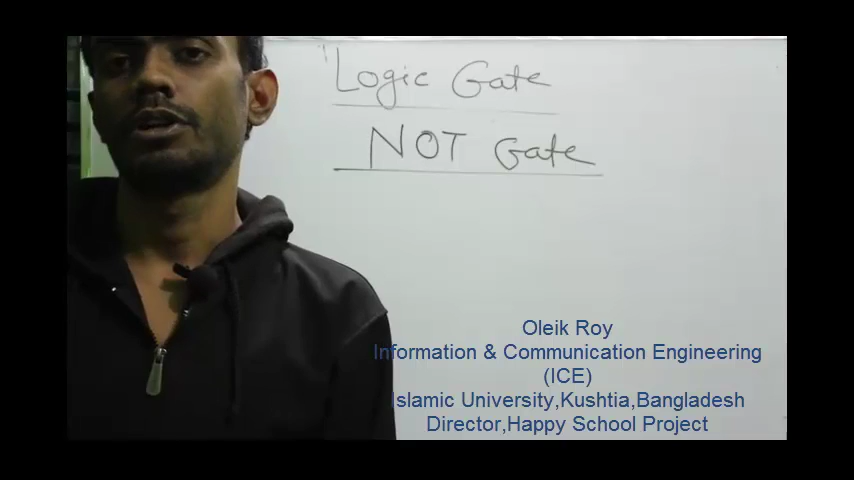 Logic Gate
NOT Gate
Oleik Roy
Information & Communication Engineering
(ICE)
Islamic University,Kushtia,Bangladesh
Director,Happy School Project